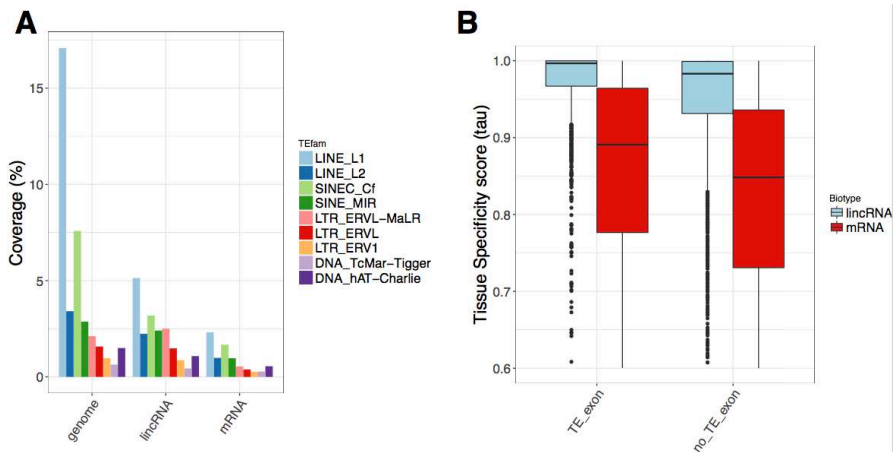 A
Coverage (%)
15
10
5
0
genome
lincRNA
mRNA
TEfam
LINE_L1
LINE_L2
SINEC_Cf
SINE_MIR
LTR_ERVL-MaLR
LTR_ERVL
LTR_ERV1
DNA_TcMar-Tigger
DNA_hAT-Charlie
B
Tissue Specificity score (tau)
1.0
0.9
0.8
0.7
0.6
TE_exon
no_TE_exon
Biotype
lincRNA
mRNA